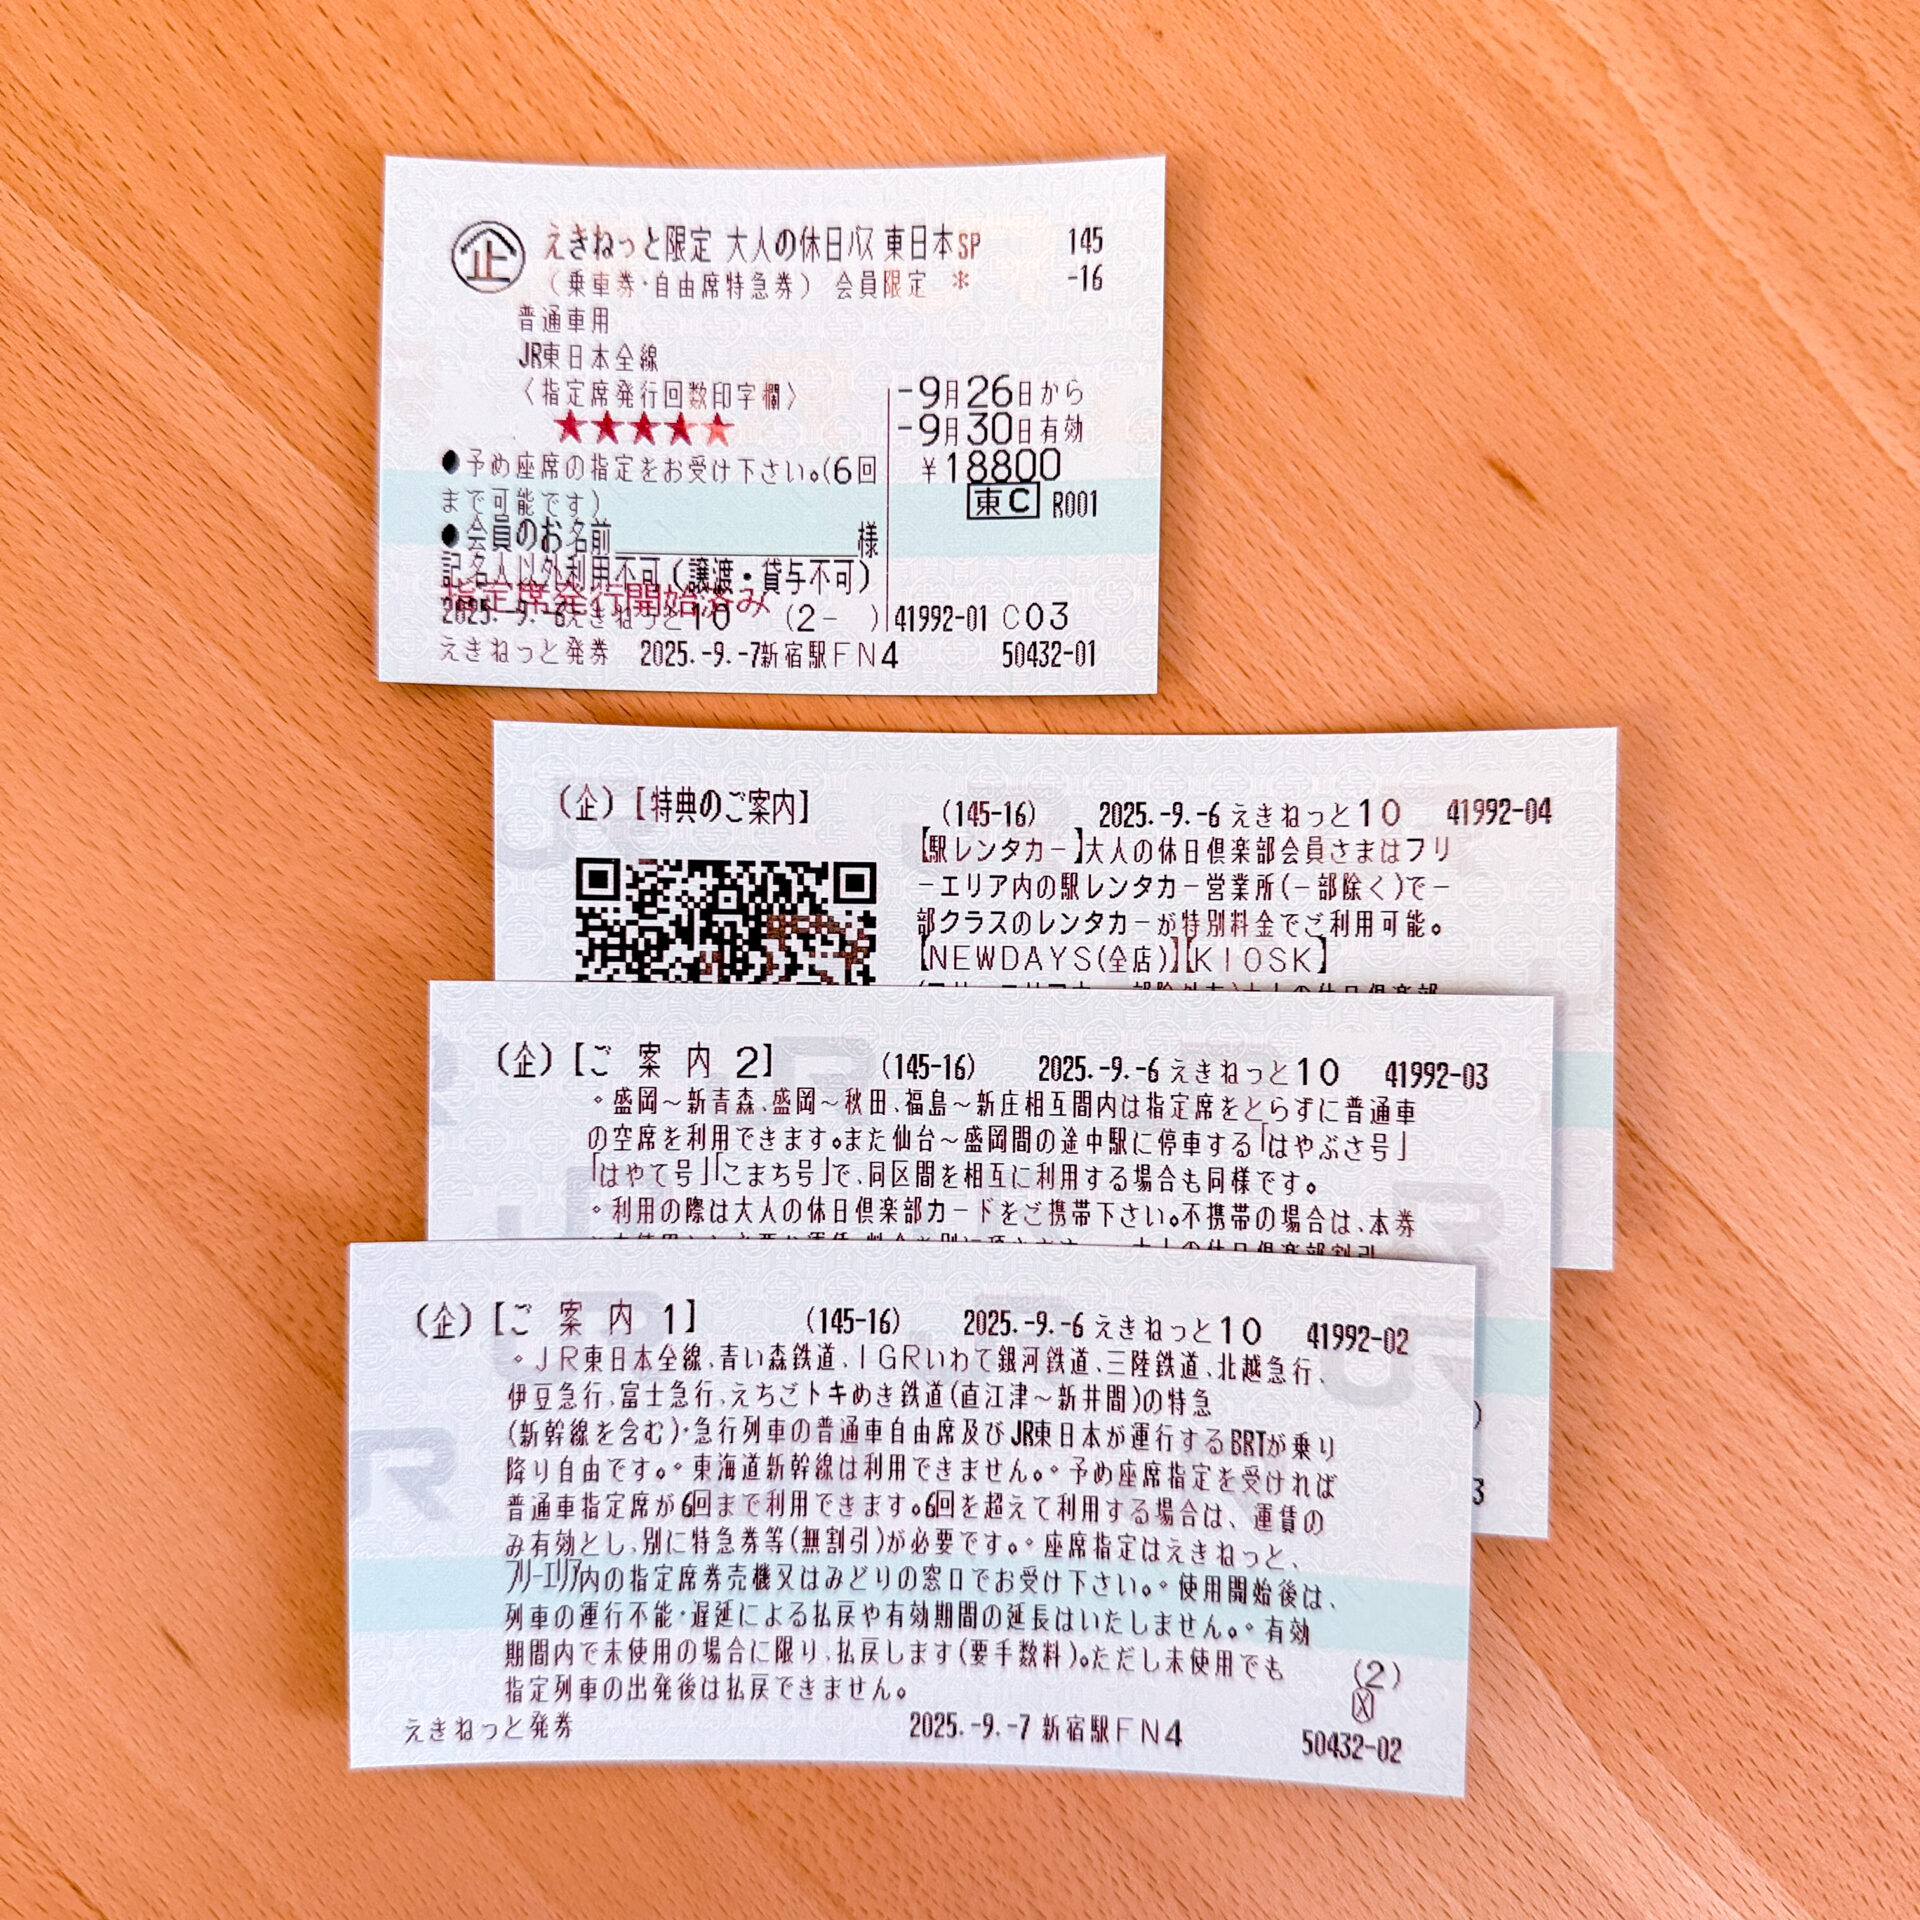 企 えきねっと限定 大人の休日パス 東日本SP 145
(乗車券・自由席特急券) 会員限定 * -16
普通車用
JR東日本全線
〈指定席発行回数印字欄〉 -9月26日から
★★★★★ -9月30日有効
●予め座席の指定をお受け下さい。(6回 ¥18800
まで可能です) 東C R001
●会員のお名前 様
記名人以外利用不可(譲渡・貸与不可)
指定席発行開始済み
2025.-9.-6えきねっと10 (2- ) 41992-01 C03
えきねっと発券 2025.-9.-7新宿駅FN4 50432-01
(企)【特典のご案内】 (145-16) 2025.-9.-6 えきねっと10 41992-04
【駅レンタカー】大人の休日倶楽部会員さまはフリ
ーエリア内の駅レンタカー営業所(一部除く)で一
部クラスのレンタカーが特別料金でご利用可能。
【NEWDAYS(全店)】【KIOSK】
(企)【ご 案 内 2】 (145-16) 2025.-9.-6 えきねっと10 41992-03
。盛岡～新青森、盛岡～秋田、福島～新庄相互間内は指定席をとらずに普通車
の空席を利用できます。また仙台～盛岡間の途中駅に停車する「はやぶさ号」
「はやて号」「こまち号」で、同区間を相互に利用する場合も同様です。
。利用の際は大人の休日倶楽部カードをご携帯下さい。不携帯の場合は、本券
)
3
(企)【ご 案 内 1】 (145-16) 2025.-9.-6 えきねっと10 41992-02
。JR東日本全線、青い森鉄道、IGRいわて銀河鉄道、三陸鉄道、北越急行、
伊豆急行、富士急行、えちごトキめき鉄道(直江津～新井間)の特急
(新幹線を含む)・急行列車の普通車自由席及びJR東日本が運行するBRTが乗り
降り自由です。。東海道新幹線は利用できません。。予め座席指定を受ければ
普通車指定席が6回まで利用できます。6回を超えて利用する場合は、運賃の
み有効とし、別に特急券等(無割引)が必要です。。座席指定はえきねっと、
フリーエリア内の指定席券売機又はみどりの窓口でお受け下さい。。使用開始後は、
列車の運行不能・遅延による払戻や有効期間の延長はいたしません。。有効
期間内で未使用の場合に限り、払戻します(要手数料)。ただし未使用でも
指定列車の出発後は払戻できません。 (2)
えきねっと発券 2025.-9.-7 新宿駅FN4 50432-02